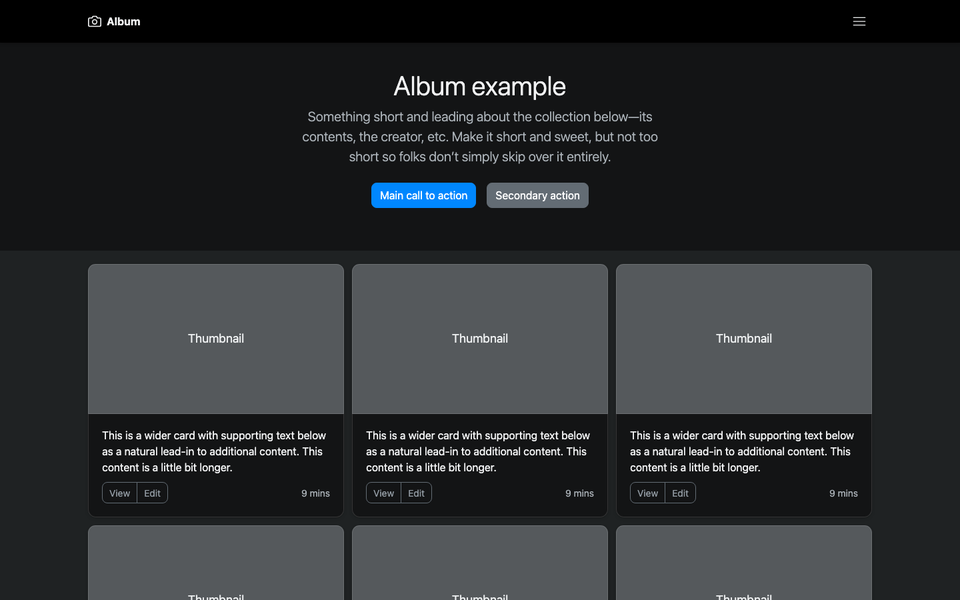 Album
Album example
Something short and leading about the collection below—its
contents, the creator, etc. Make it short and sweet, but not too
short so folks don’t simply skip over it entirely.
Main call to action
Secondary action
Thumbnail
Thumbnail
Thumbnail
This is a wider card with supporting text below
as a natural lead-in to additional content. This
content is a little bit longer.
View
Edit
9 mins
This is a wider card with supporting text below
as a natural lead-in to additional content. This
content is a little bit longer.
View
Edit
9 mins
This is a wider card with supporting text below
as a natural lead-in to additional content. This
content is a little bit longer.
View
Edit
9 mins
Thumbnail
Thumbnail
Thumbnail